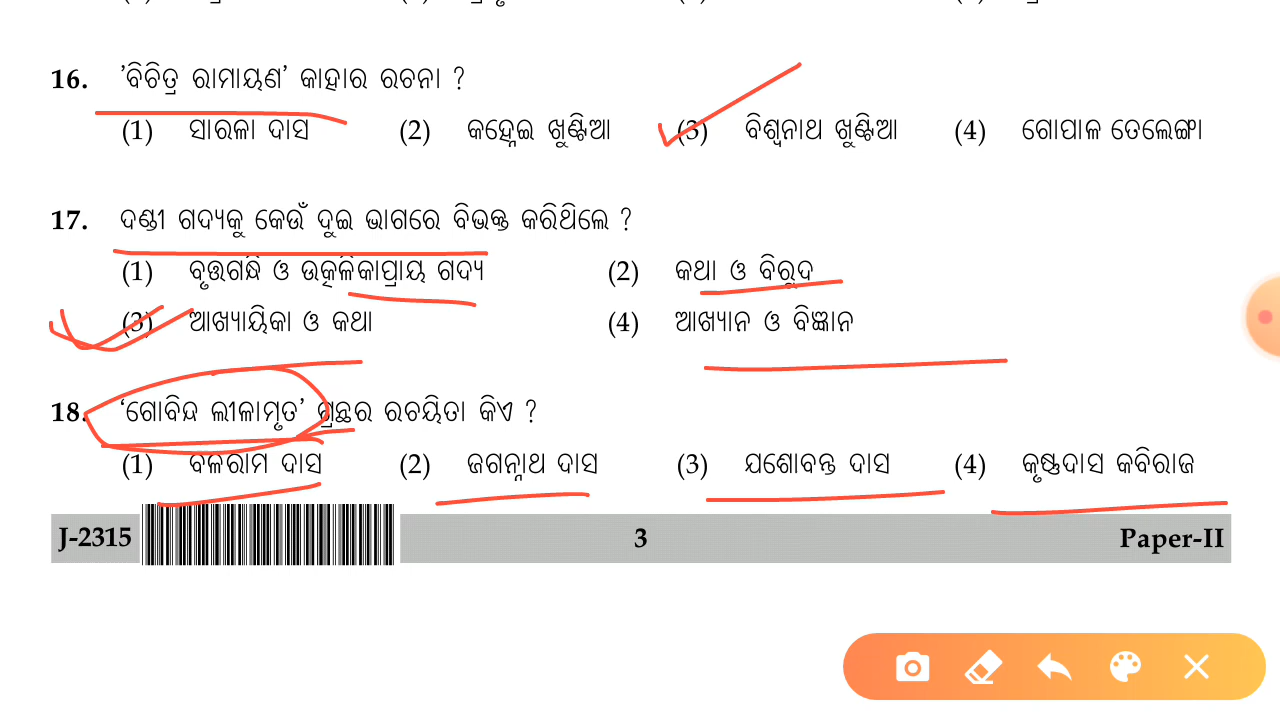 16. 'ବିଚିତ୍ର ରାମାୟଣ' କାହାର ରଚନା ?
(1) ସାରଳା ଦାସ (2) କହ୍ନେଇ ଖୁଣ୍ଟିଆ (3) ବିଶ୍ୱନାଥ ଖୁଣ୍ଟିଆ (4) ଗୋପାଳ ତେଲେଙ୍ଗା
17. ଦଣ୍ଡୀ ଗଦ୍ୟକୁ କେଉଁ ଦୁଇ ଭାଗରେ ବିଭକ୍ତ କରିଥିଲେ ?
(1) ବୃତ୍ତଗନ୍ଧି ଓ ଉତ୍କଳିକାପ୍ରାୟ ଗଦ୍ୟ (2) କଥା ଓ ବିରୁଦ
(3) ଆଖ୍ୟାୟିକା ଓ କଥା (4) ଆଖ୍ୟାନ ଓ ବିଜ୍ଞାନ
18. 'ଗୋବିନ୍ଦ ଲୀଳାମୃତ' ଗ୍ରନ୍ଥର ରଚୟିତା କିଏ ?
(1) ବଳରାମ ଦାସ (2) ଜଗନ୍ନାଥ ଦାସ (3) ଯଶୋବନ୍ତ ଦାସ (4) କୃଷ୍ଣଦାସ କବିରାଜ
J-2315 3 Paper-II